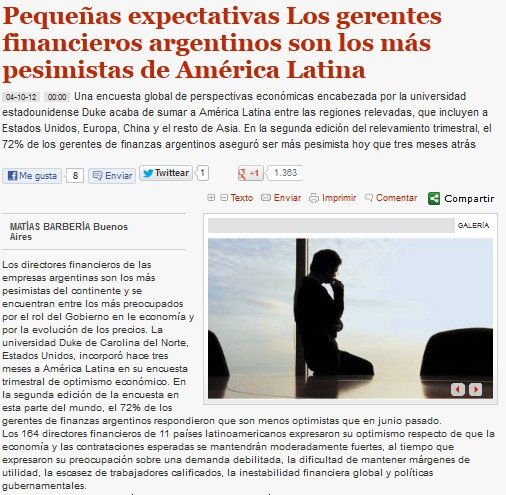 Pequeñas expectativas Los gerentes
financieros argentinos son los más
pesimistas de América Latina
04-10-12 00:00 Una encuesta global de perspectivas económicas encabezada por la universidad
estadounidense Duke acaba de sumar a América Latina entre las regiones relevadas, que incluyen a
Estados Unidos, Europa, China y el resto de Asia. En la segunda edición del relevamiento trimestral, el
72% de los gerentes de finanzas argentinos aseguró ser más pesimista hoy que tres meses atrás
Me gusta 8 Enviar Twittear 1 +1 1.363
Texto Enviar Imprimir Comentar Compartir
MATÍAS BARBERÍA Buenos
Aires
GALERÍA
Los directores financieros de las
empresas argentinas son los más
pesimistas del continente y se
encuentran entre los más preocupados
por el rol del Gobierno en le economía y
por la evolución de los precios. La
universidad Duke de Carolina del Norte,
Estados Unidos, incorporó hace tres
meses a América Latina en su encuesta
trimestral de optimismo económico. En
la segunda edición de la encuesta en
esta parte del mundo, el 72% de los
gerentes de finanzas argentinas respondieron que son menos optimistas que en junio pasado.
Los 164 directores financieros de 11 países latinoamericanos expresaron su optimismo respecto de que la
economía y las contrataciones esperadas se mantendrán moderadamente fuertes, al tiempo que
expresaron su preocupación sobre una demanda debilitada, la dificultad de mantener márgenes de
utilidad, la escasez de trabajadores calificados, la inestabilidad financiera global y políticas
gubernamentales.